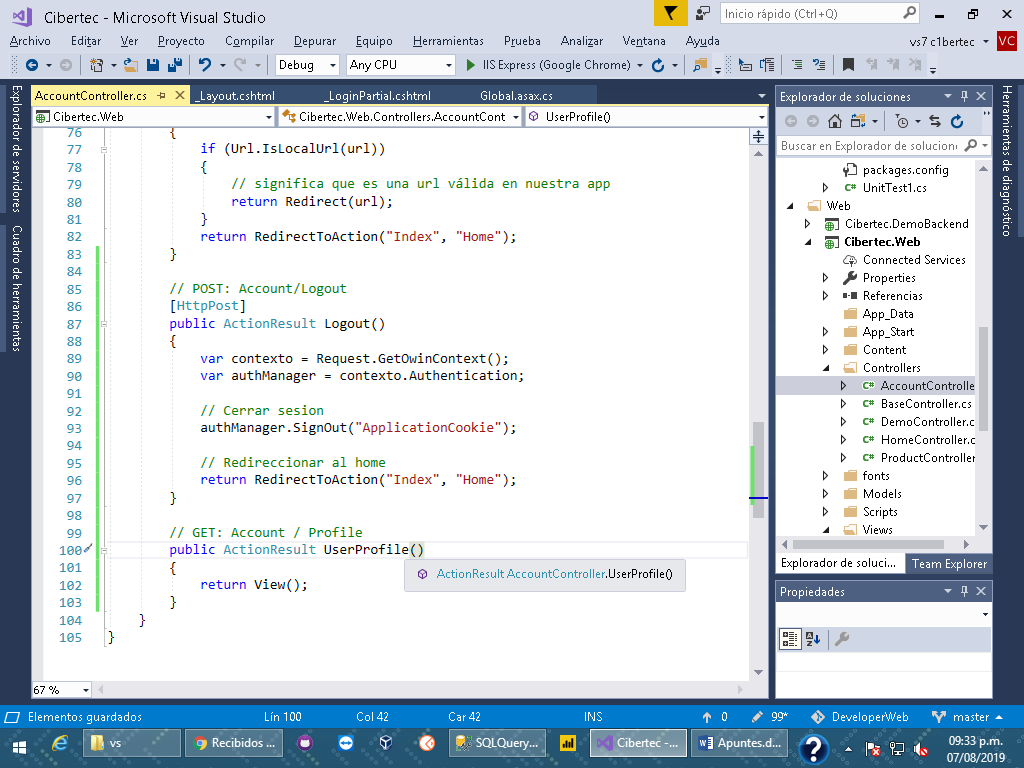 Cibertec - Microsoft Visual Studio
Inicio rápido (Ctrl+Q)
Archivo Editar Ver Proyecto Compilar Depurar Equipo Herramientas Prueba Analizar Ventana Ayuda
vs7 c1bertec VC
Debug Any CPU IIS Express (Google Chrome)
Explorador de servidores
Cuadro de herramientas
AccountController.cs _Layout.cshtml _LoginPartial.cshtml Global.asax.cs
Cibertec.Web Cibertec.Web.Controllers.AccountCont UserProfile()
76 {
77 if (Url.IsLocalUrl(url))
78 {
79 // significa que es una url válida en nuestra app
80 return Redirect(url);
81 }
82 return RedirectToAction("Index", "Home");
83 }
84
85 // POST: Account/Logout
86 [HttpPost]
87 public ActionResult Logout()
88 {
89 var contexto = Request.GetOwinContext();
90 var authManager = contexto.Authentication;
91
92 // Cerrar sesion
93 authManager.SignOut("ApplicationCookie");
94
95 // Redireccionar al home
96 return RedirectToAction("Index", "Home");
97 }
98
99 // GET: Account / Profile
100 public ActionResult UserProfile()
101 {
ActionResult AccountController.UserProfile()
102 return View();
103 }
104 }
105 }
67 %
Explorador de soluciones
Buscar en Explorador de solucione
packages.config
C# UnitTest1.cs
Web
Cibertec.DemoBackend
Cibertec.Web
Connected Services
Properties
Referencias
App_Data
App_Start
Content
Controllers
C# AccountControlle
C# BaseController.cs
C# DemoController.c
C# HomeController.c
C# ProductController
fonts
Models
Scripts
Views
Explorador de soluci... Team Explorer
Propiedades
Herramientas de diagnóstico
Elementos guardados Lín 100 Col 42 Car 42 INS 0 99* DeveloperWeb master
vs Recibidos ... SQLQuery... Cibertec -... Apuntes.d...
09:33 p.m.
07/08/2019